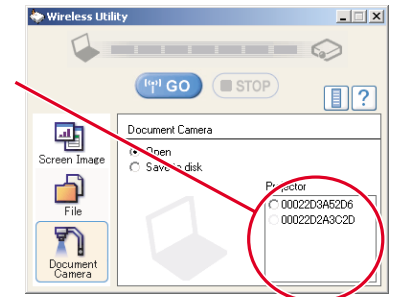 Wireless Utility
GO
STOP
?
Document Camera
Open
Save to disk
Screen Image
File
Document
Camera
Projector
00022D3A52D6
00022D2A3C2D